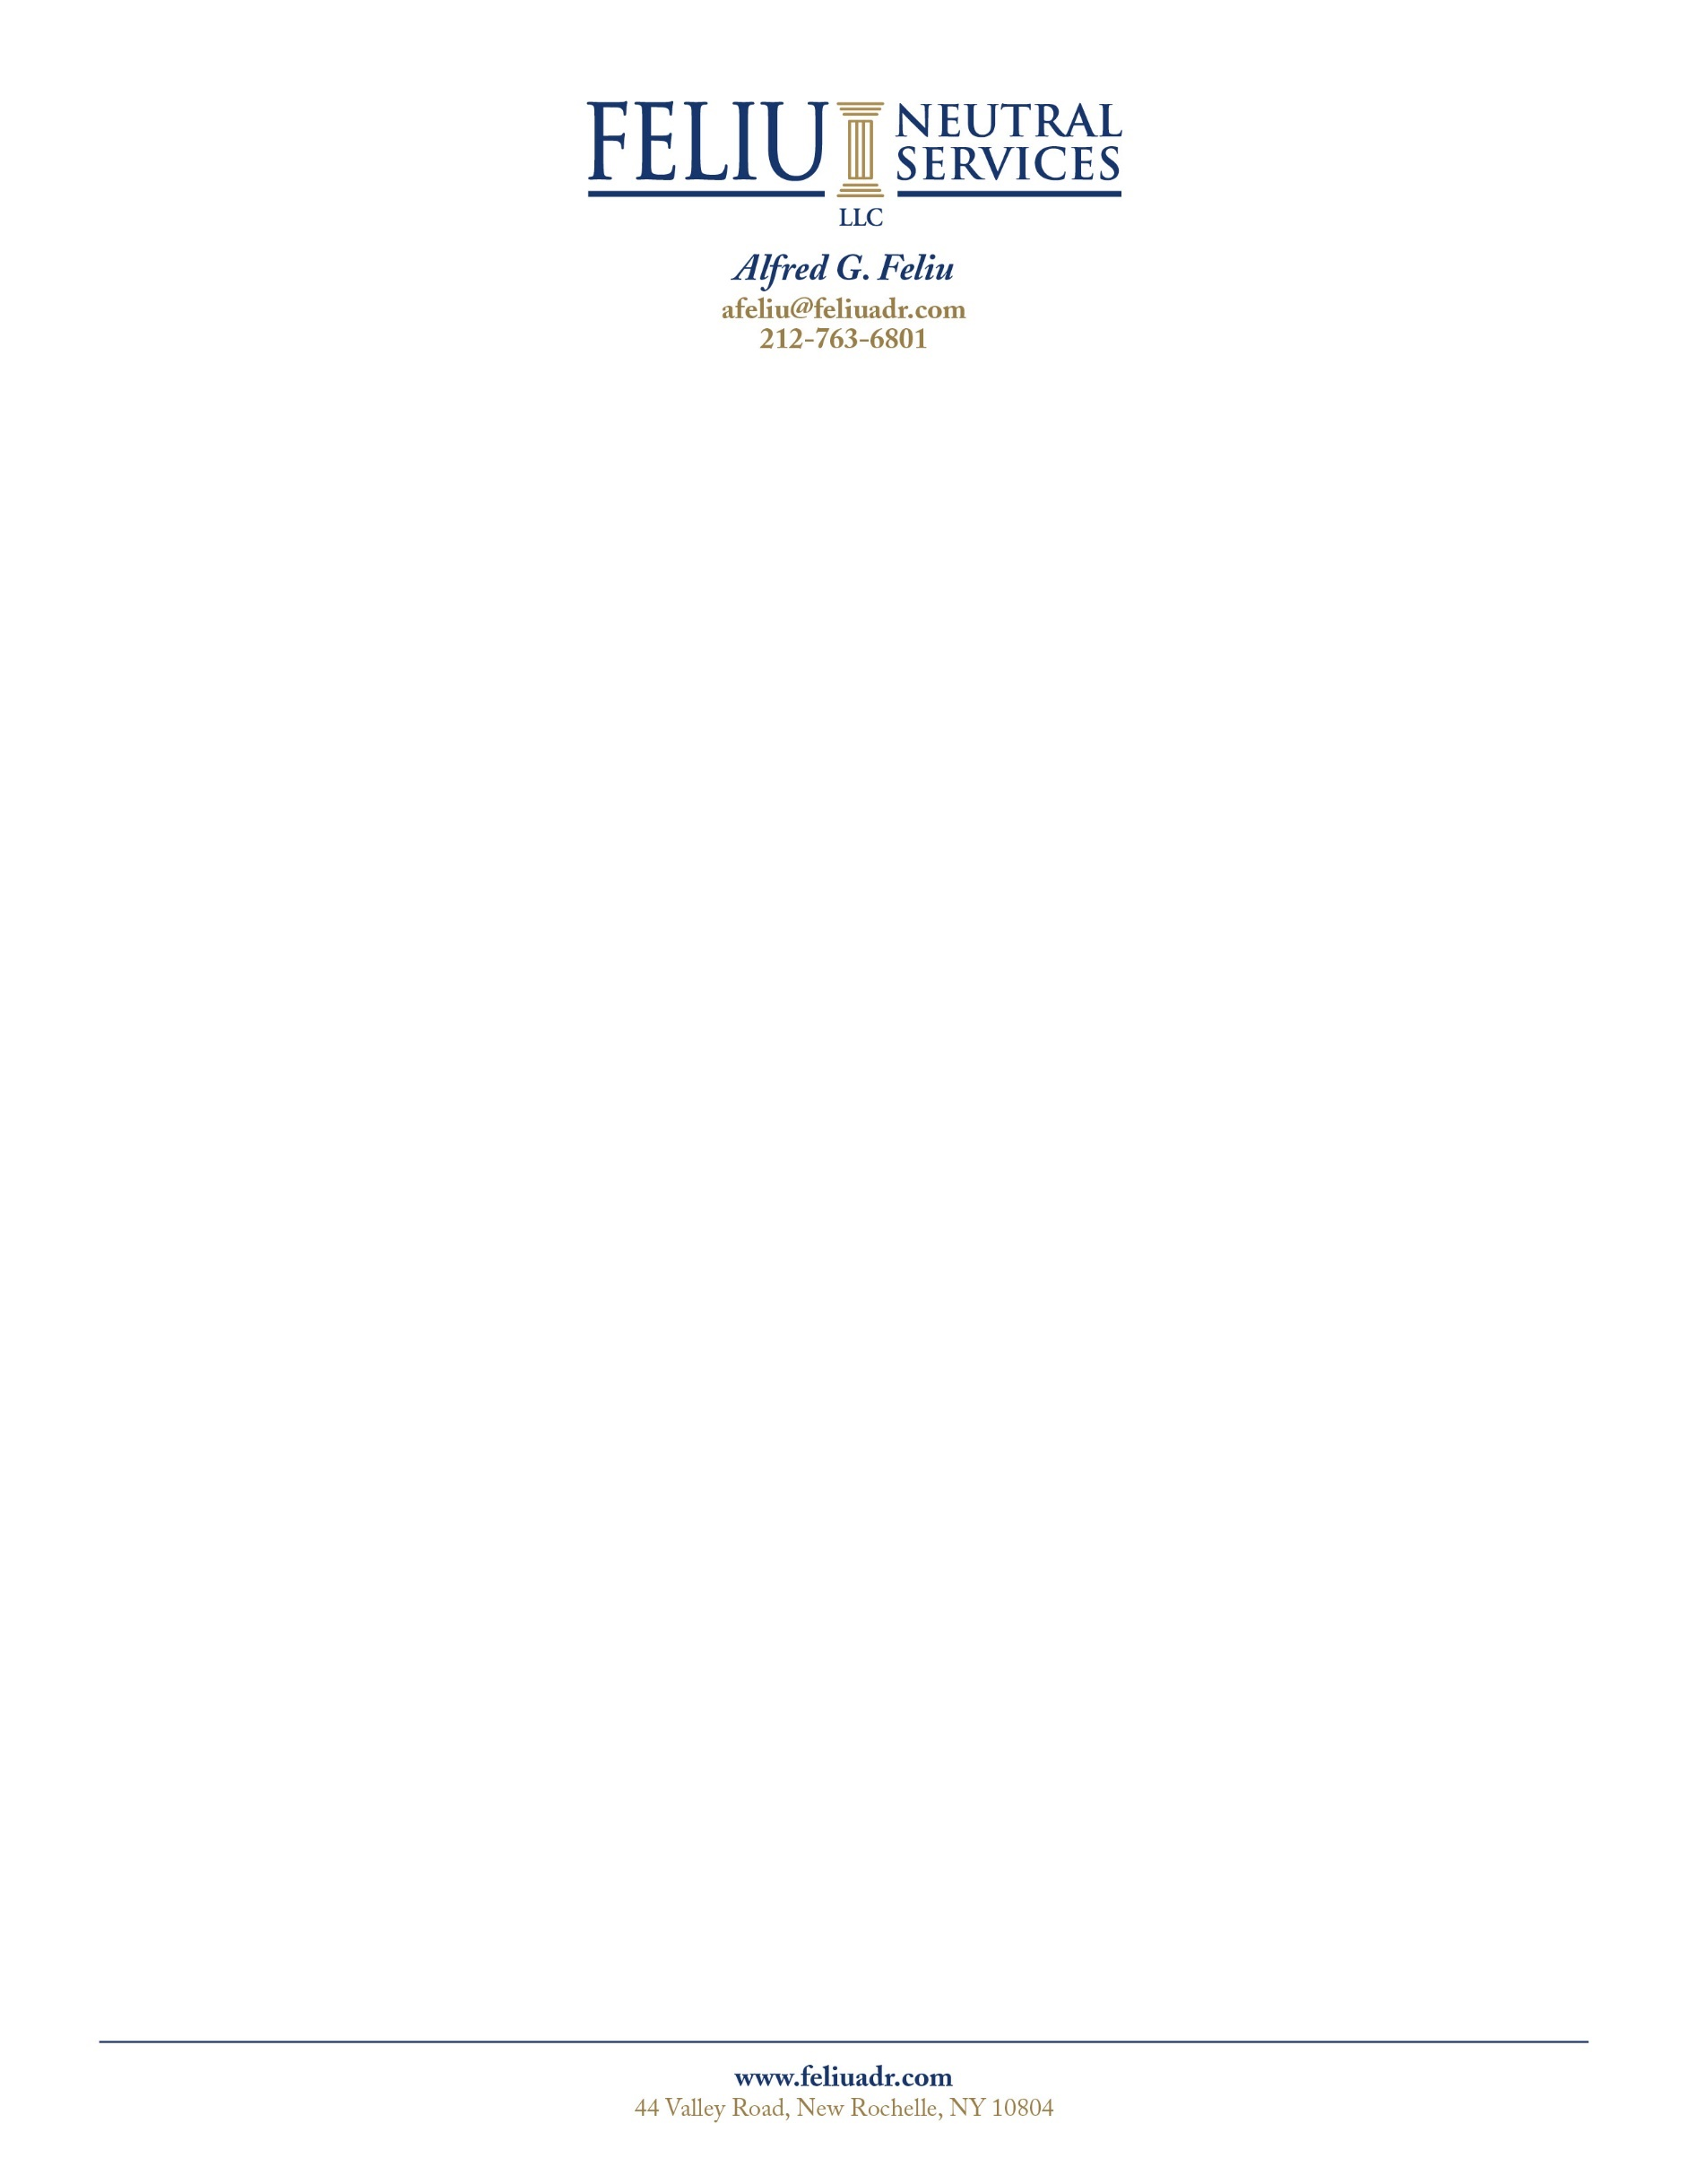 FELIU NEUTRAL
SERVICES
LLC
Alfred G. Feliu
afeliu@feliuadr.com
212-763-6801
www.feliuadr.com
44 Valley Road, New Rochelle, NY 10804